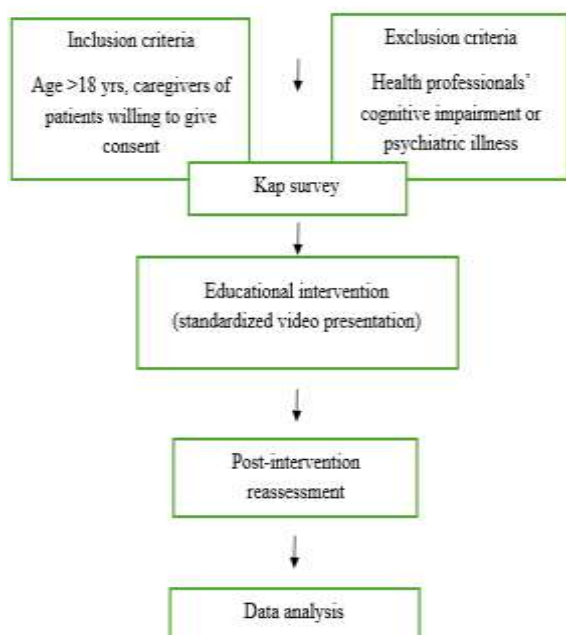 Inclusion criteria
Age >18 yrs, caregivers of
patients willing to give
consent
Exclusion criteria
Health professionals’
cognitive impairment or
psychiatric illness
Kap survey
Educational intervention
(standardized video presentation)
Post-intervention
reassessment
Data analysis